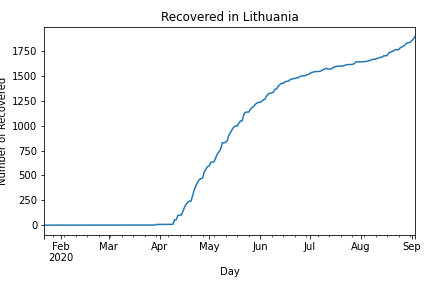 Recovered in Lithuania
Number of Recovered
1750
1500
1250
1000
750
500
250
0
Feb Mar Apr May Jun Jul Aug Sep
2020
Day